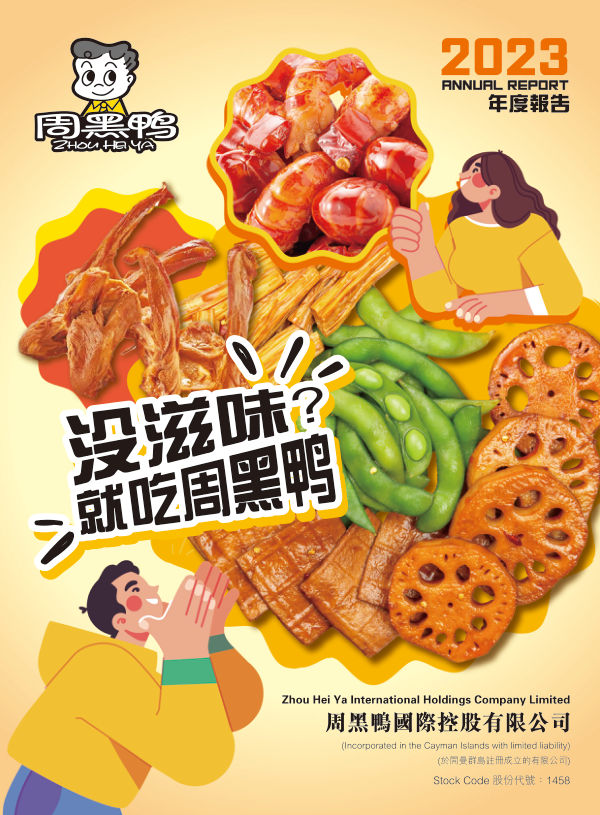 周黑鸭
ZHOU HEI YA
2023
ANNUAL REPORT
年度報告
没滋味?
就吃周黑鸭
Zhou Hei Ya International Holdings Company Limited
周黑鴨國際控股有限公司
(Incorporated in the Cayman Islands with limited liability)
(於開曼群島註冊成立的有限公司)
Stock Code 股份代號：1458